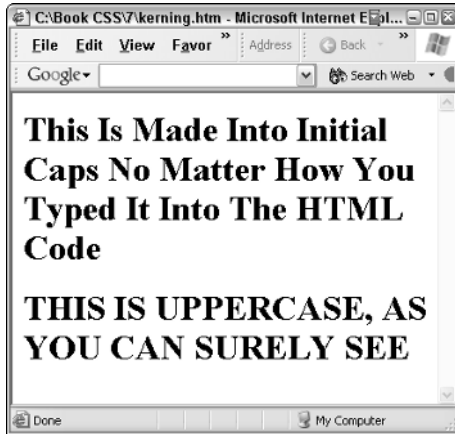 C:\Book CSS\7\kerning.htm - Microsoft Internet Expl...
File Edit View Favor » Address Back »
Google Search Web
This Is Made Into Initial
Caps No Matter How You
Typed It Into The HTML
Code
THIS IS UPPERCASE, AS
YOU CAN SURELY SEE
Done My Computer